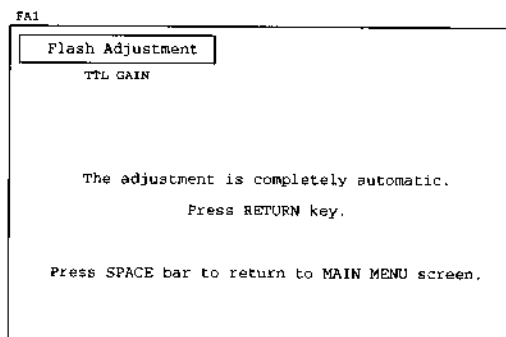 FA1
Flash Adjustment
TTL GAIN
The adjustment is completely automatic.
Press RETURN key.
Press SPACE bar to return to MAIN MENU screen.